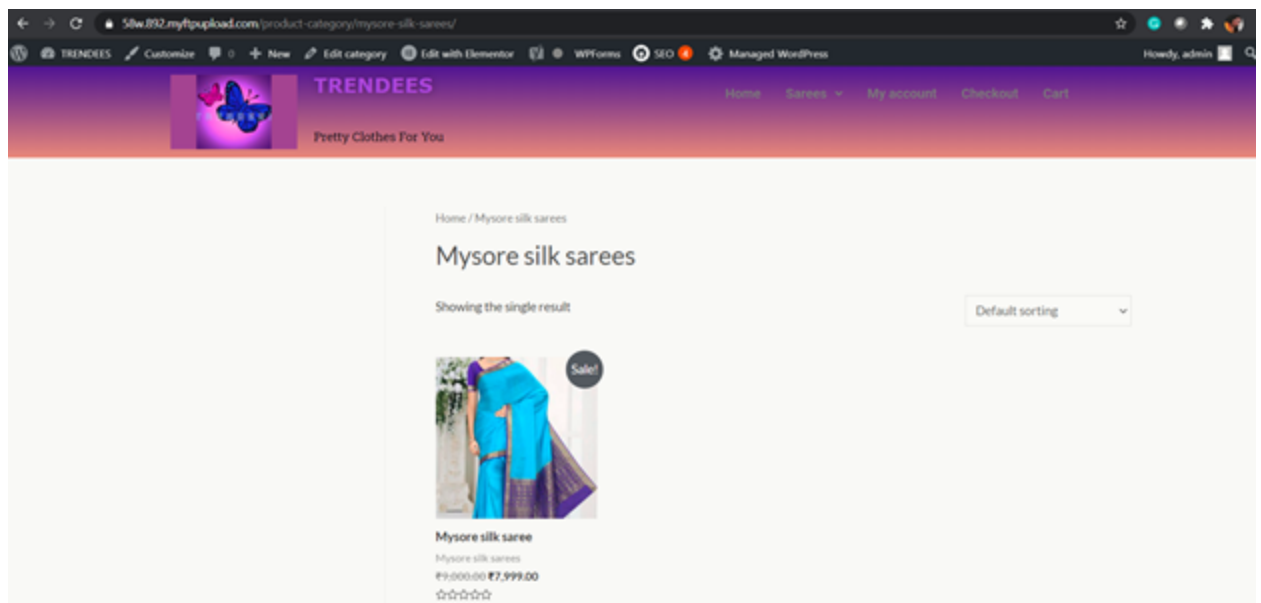 58w.892.myftpupload.com/product-category/mysore-silk-sarees/
TRENDEES Customize 0 New Edit category Edit with Elementor WPForms SEO 4 Managed WordPress Howdy, admin
TRENDEES
Pretty Clothes For You
Home Sarees My account Checkout Cart
Home / Mysore silk sarees
Mysore silk sarees
Showing the single result
Default sorting
Sale!
Mysore silk saree
Mysore silk sarees
₹9,000.00 ₹7,999.00